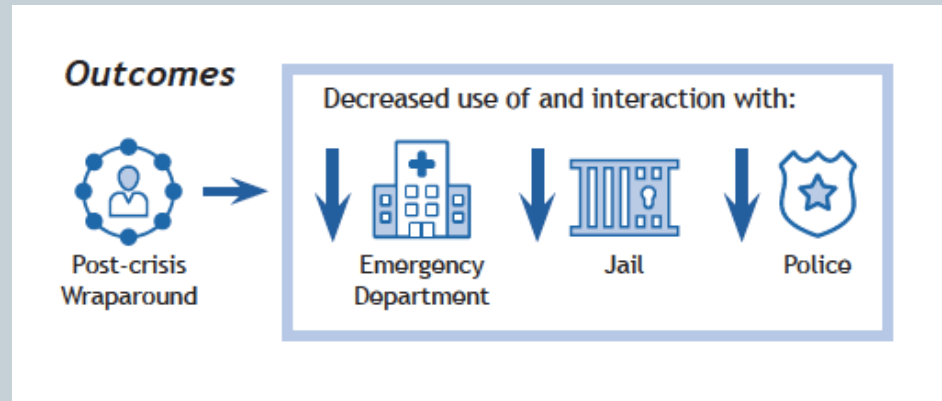 Outcomes
Decreased use of and interaction with:
Post-crisis
Wraparound
Emergency
Department
Jail
Police